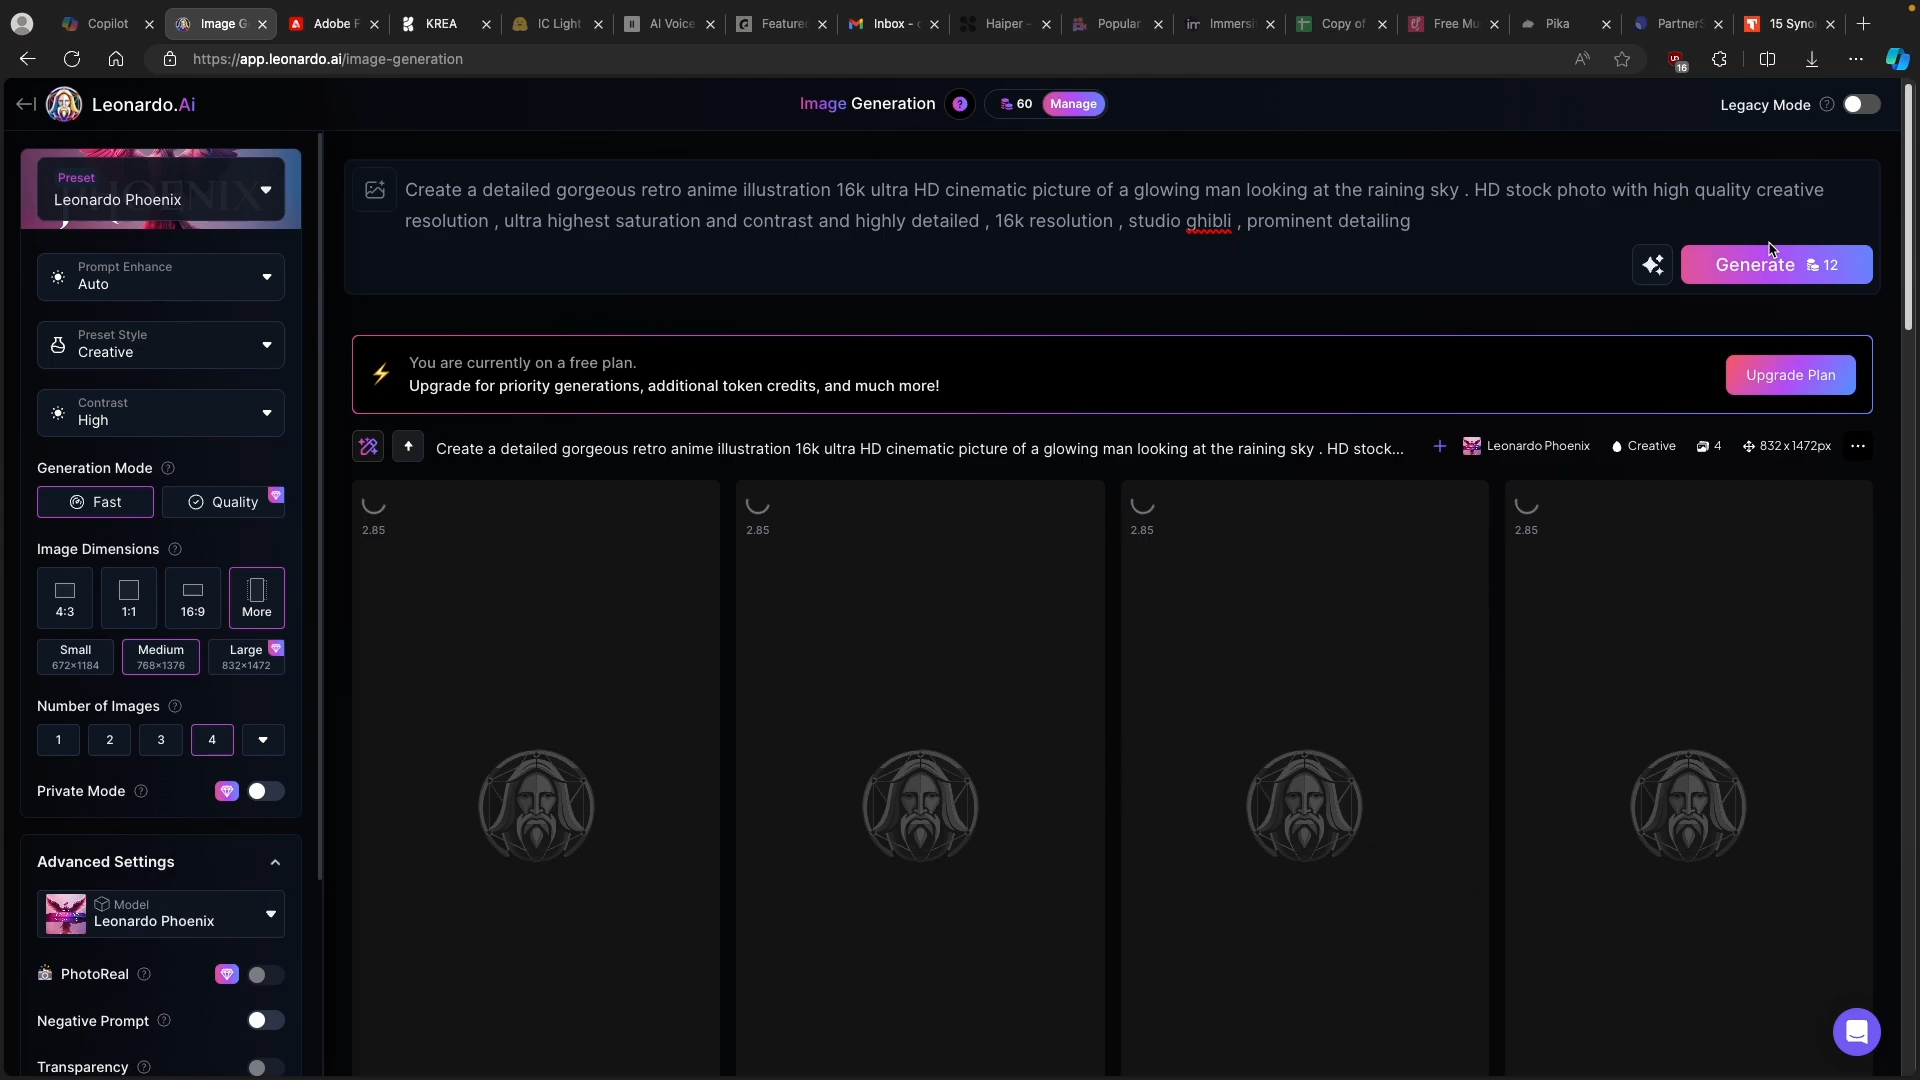 Copilot
Image G
Adobe F
KREA
IC Light
AI Voice
Feature
Inbox -
Haiper -
Popular
Immersi
Copy of
Free Mu
Pika
PartnerS
15 Syno
https://app.leonardo.ai/image-generation
16
Leonardo.Ai
Image Generation
60
Manage
Legacy Mode
Preset
Leonardo Phoenix
Create a detailed gorgeous retro anime illustration 16k ultra HD cinematic picture of a glowing man looking at the raining sky . HD stock photo with high quality creative
resolution , ultra highest saturation and contrast and highly detailed , 16k resolution , studio ghibli , prominent detailing
Generate 12
Prompt Enhance
Auto
Preset Style
Creative
Contrast
High
You are currently on a free plan.
Upgrade for priority generations, additional token credits, and much more!
Upgrade Plan
Create a detailed gorgeous retro anime illustration 16k ultra HD cinematic picture of a glowing man looking at the raining sky . HD stock...
Leonardo Phoenix
Creative
4
832x1472px
Generation Mode
Fast
Quality
2.85
2.85
2.85
2.85
Image Dimensions
4:3
1:1
16:9
More
Small
672×1184
Medium
768×1376
Large
832×1472
Number of Images
1
2
3
4
Private Mode
Advanced Settings
Model
Leonardo Phoenix
PhotoReal
Negative Prompt
Transparency